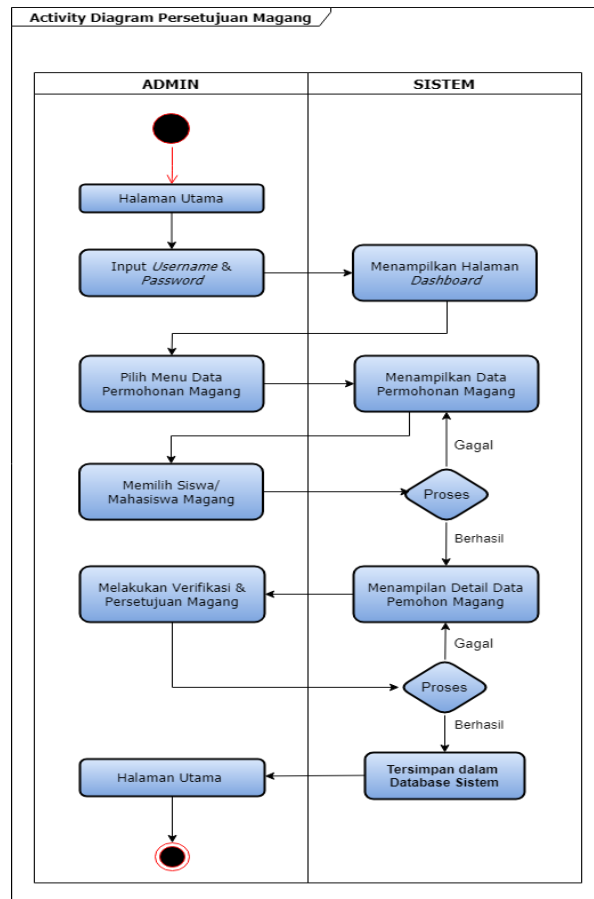 Activity Diagram Persetujuan Magang
ADMIN
SISTEM
Halaman Utama
Input Username &
Password
Menampilkan Halaman
Dashboard
Pilih Menu Data
Permohonan Magang
Menampilkan Data
Permohonan Magang
Gagal
Memilih Siswa/
Mahasiswa Magang
Proses
Berhasil
Melakukan Verifikasi &
Persetujuan Magang
Menampilan Detail Data
Pemohon Magang
Gagal
Proses
Berhasil
Halaman Utama
Tersimpan dalam
Database Sistem